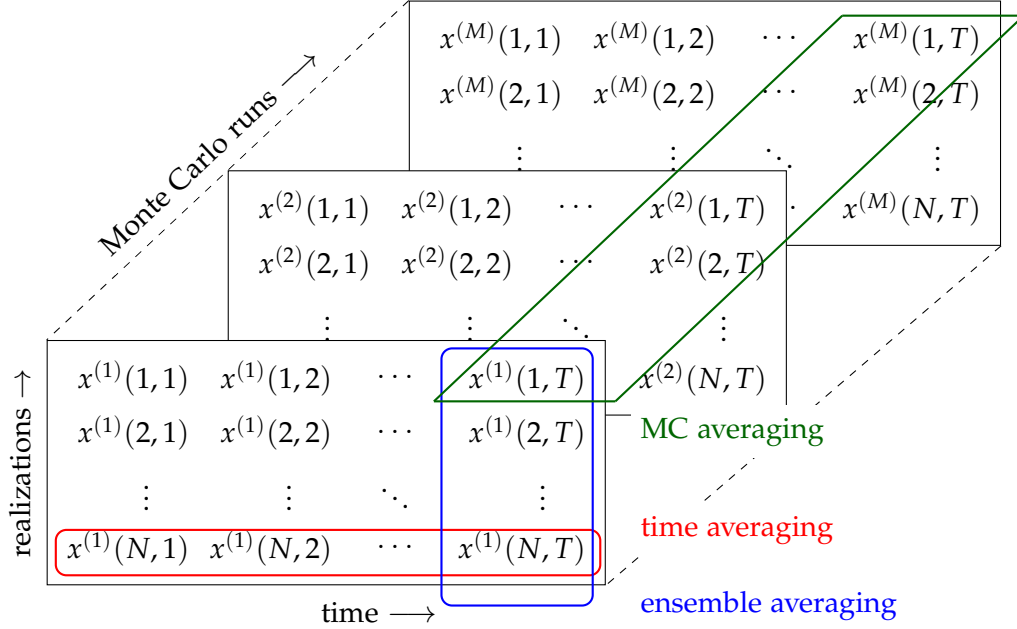 x^{(M)}(1, 1) x^{(M)}(1, 2) ⋯ x^{(M)}(1, T)
x^{(M)}(2, 1) x^{(M)}(2, 2) ⋯ x^{(M)}(2, T)
⋮ ⋮ ⋱ ⋮
x^{(M)}(N, T)
Monte Carlo runs ⟶
x^{(2)}(1, 1) x^{(2)}(1, 2) ⋯ x^{(2)}(1, T)
x^{(2)}(2, 1) x^{(2)}(2, 2) ⋯ x^{(2)}(2, T)
⋮ ⋮ ⋱ ⋮
x^{(2)}(N, T)
realizations ⟶
x^{(1)}(1, 1) x^{(1)}(1, 2) ⋯ x^{(1)}(1, T)
x^{(1)}(2, 1) x^{(1)}(2, 2) ⋯ x^{(1)}(2, T)
⋮ ⋮ ⋱ ⋮
x^{(1)}(N, 1) x^{(1)}(N, 2) ⋯ x^{(1)}(N, T)
time ⟶
MC averaging
time averaging
ensemble averaging